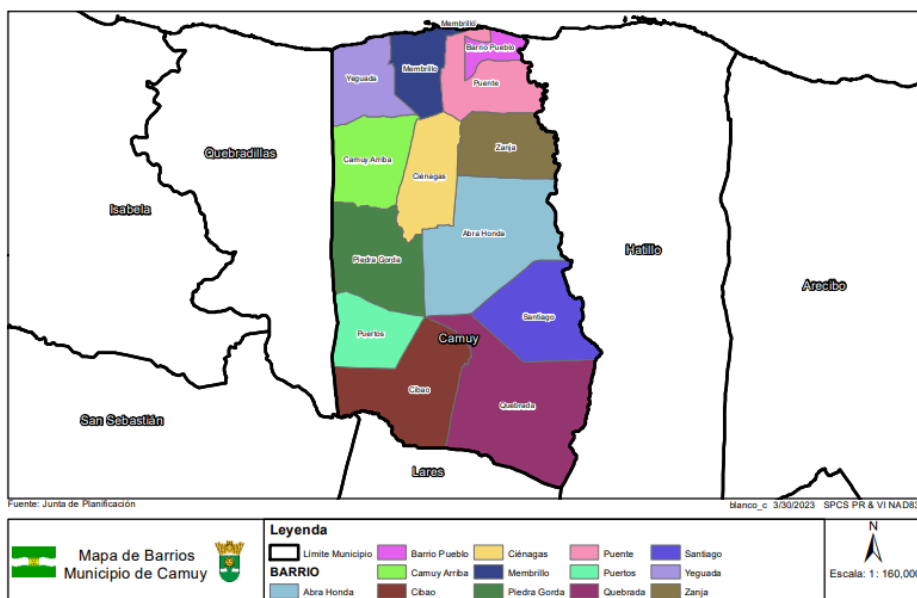 Membrillo
Barrio Pueblo
Yeguada
Membrillo
Puente
Quebradillas
Camuy Arriba
Ciénagas
Zanja
Isabela
Abra Honda
Hatillo
Piedra Gorda
Arecibo
Puertos
Santiago
Camuy
Cibao
Quebrada
San Sebastián
Lares
Fuente: Junta de Planificación
blanco_c 3/30/2023 SPCS PR & VI NAD83
Mapa de Barrios
Municipio de Camuy
Leyenda
Límite Municipio
BARRIO
Abra Honda
Barrio Pueblo
Camuy Arriba
Cibao
Ciénagas
Membrillo
Piedra Gorda
Puente
Puertos
Quebrada
Santiago
Yeguada
Zanja
N
Escala: 1: 160,000